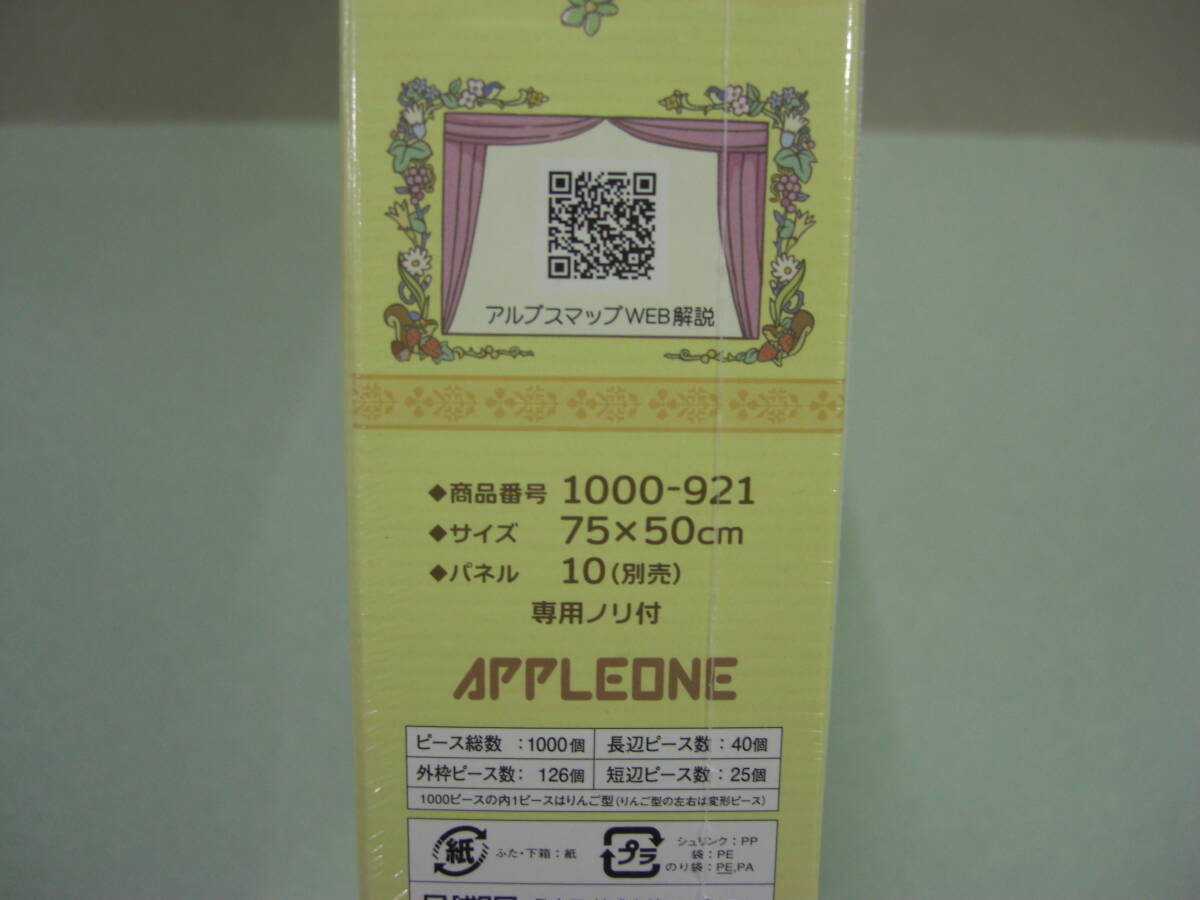 アルプスマップWEB解説
◆商品番号 1000-921
◆サイズ 75×50cm
◆パネル 10(別売)
専用ノリ付
APPLEONE
ピース総数 :1000個 長辺ピース数: 40個
外枠ピース数: 126個 短辺ピース数: 25個
1000ピースの内1ピースはりんご型(りんご型の左右は変形ピース)
紙 ふた・下箱:紙
プラ シュリンク:PP
袋:PE
のり袋:PE,PA